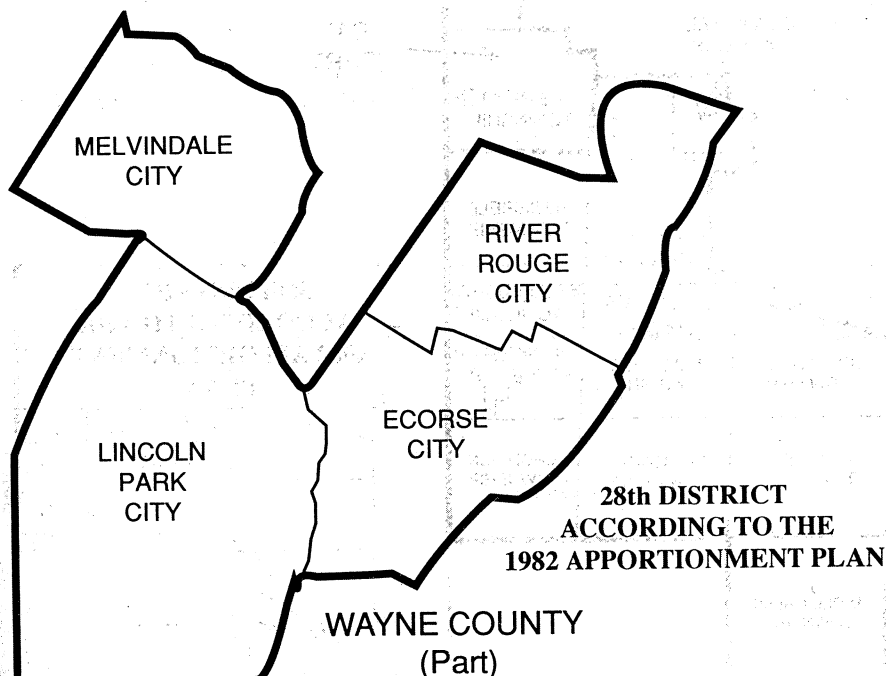 MELVINDALE
CITY
RIVER
ROUGE
CITY
ECORSE
CITY
LINCOLN
PARK
CITY
28th DISTRICT
ACCORDING TO THE
1982 APPORTIONMENT PLAN
WAYNE COUNTY
(Part)